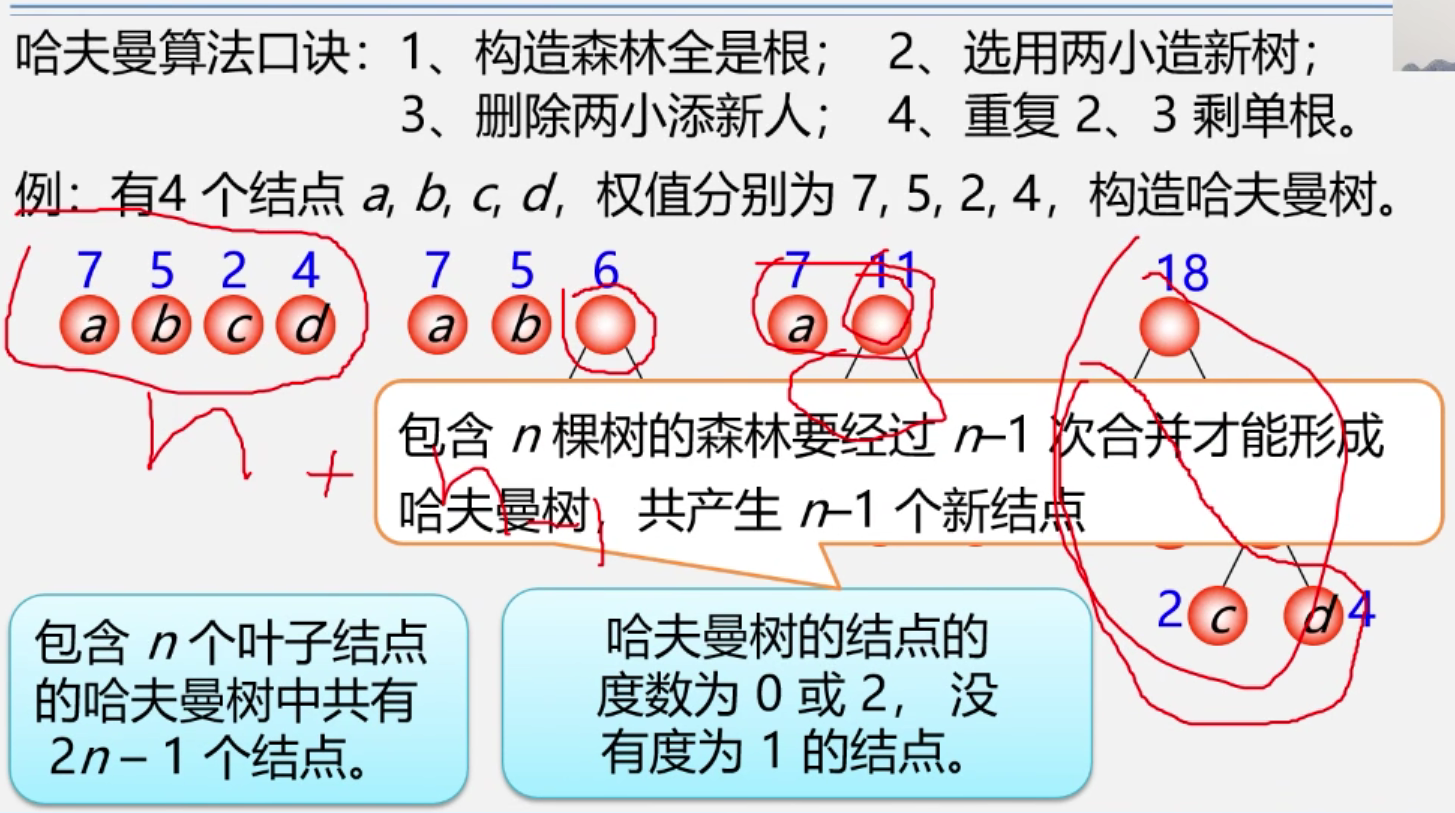 哈夫曼算法口诀：1、构造森林全是根； 2、选用两小造新树；
3、删除两小添新人； 4、重复 2、3 剩单根。
例：有4 个结点 a, b, c, d，权值分别为 7, 5, 2, 4，构造哈夫曼树。
7 5 2 4 7 5 6 7 11 18
a b c d a b a
包含 n 棵树的森林要经过 n–1 次合并才能形成
哈夫曼树，共产生 n–1 个新结点
n + n-1
2 c d 4
包含 n 个叶子结点
的哈夫曼树中共有
2n – 1 个结点。
哈夫曼树的结点的
度数为 0 或 2， 没
有度为 1 的结点。